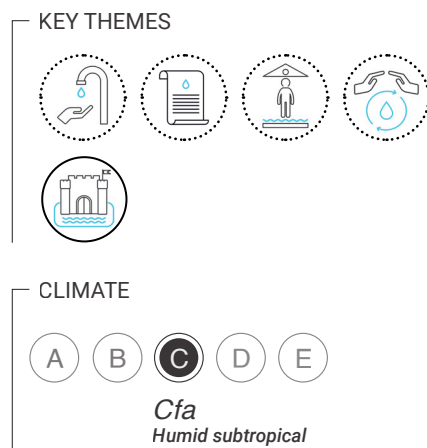 KEY THEMES
CLIMATE
A B C D E
Cfa
Humid subtropical